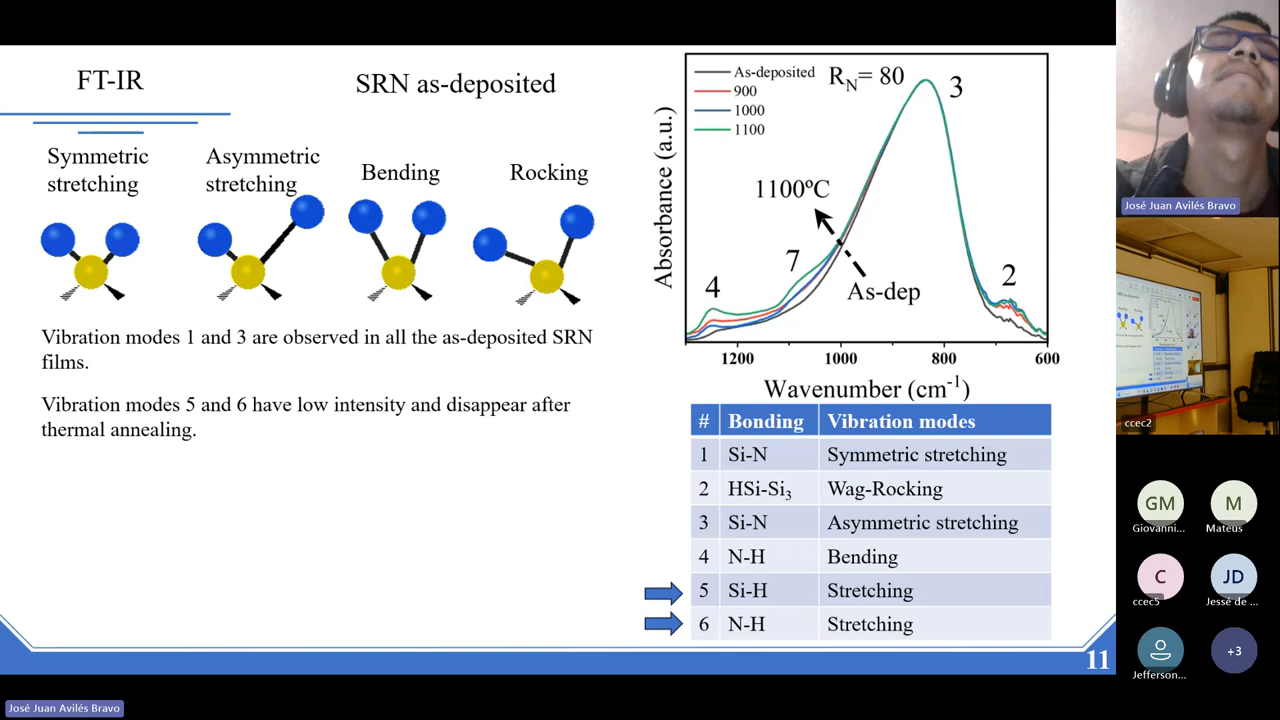 FT-IR
SRN as-deposited
Symmetric
stretching
Asymmetric
stretching
Bending
Rocking
Vibration modes 1 and 3 are observed in all the as-deposited SRN
films.
Vibration modes 5 and 6 have low intensity and disappear after
thermal annealing.
As-deposited
900
1000
1100
R_N= 80
3
1100ºC
7
4
As-dep
2
Absorbance (a.u.)
1200
1000
800
600
Wavenumber (cm⁻¹)
# Bonding Vibration modes
1 Si-N Symmetric stretching
2 HSi-Si₃ Wag-Rocking
3 Si-N Asymmetric stretching
4 N-H Bending
5 Si-H Stretching
6 N-H Stretching
11
José Juan Avilés Bravo
José Juan Avilés Bravo
ccec2
GM
Giovanni...
M
Mateus
C
ccec5
JD
Jessé de ...
Jefferson...
+3